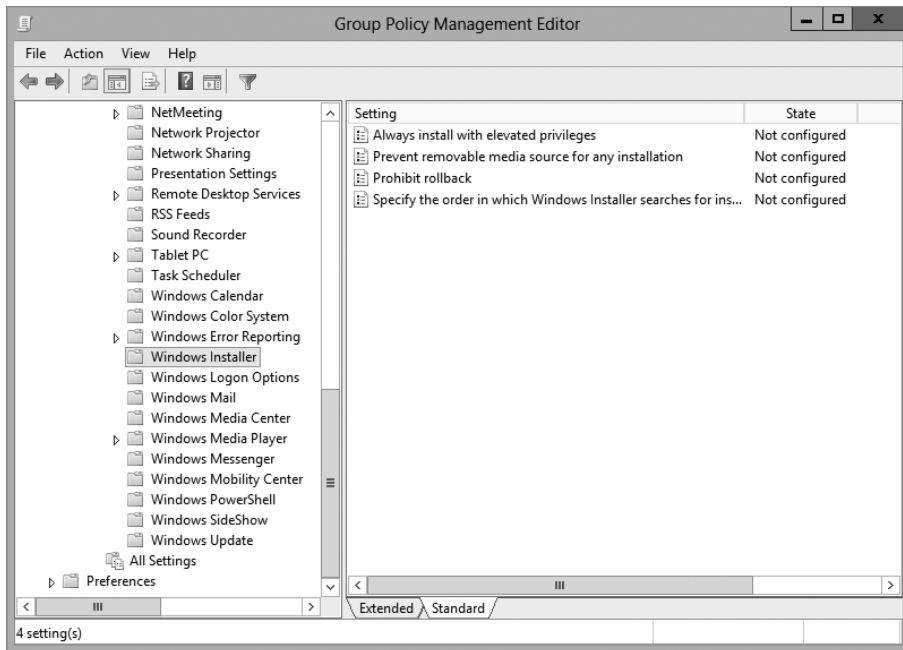 Group Policy Management Editor
File Action View Help
NetMeeting
Network Projector
Network Sharing
Presentation Settings
Remote Desktop Services
RSS Feeds
Sound Recorder
Tablet PC
Task Scheduler
Windows Calendar
Windows Color System
Windows Error Reporting
Windows Installer
Windows Logon Options
Windows Mail
Windows Media Center
Windows Media Player
Windows Messenger
Windows Mobility Center
Windows PowerShell
Windows SideShow
Windows Update
All Settings
Preferences
Setting State
Always install with elevated privileges Not configured
Prevent removable media source for any installation Not configured
Prohibit rollback Not configured
Specify the order in which Windows Installer searches for ins... Not configured
Extended Standard
4 setting(s)